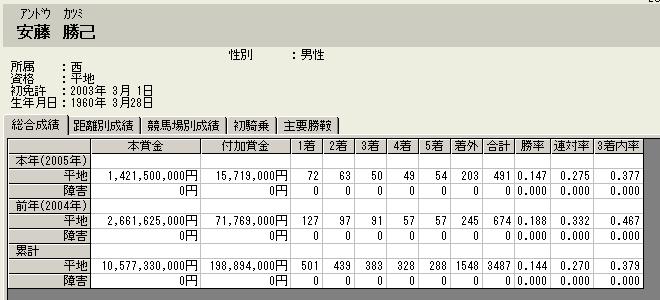 ｱﾝﾄﾞｳ ｶﾂﾐ
安藤 勝己
性別 ：男性
所属 ：西
資格 ：平地
初免許 ：2003年 3月 1日
生年月日：1960年 3月28日
総合成績 距離別成績 競馬場別成績 初騎乗 主要勝鞍
本賞金 付加賞金 1着 2着 3着 4着 5着 着外 合計 勝率 連対率 3着内率
本年(2005年)
平地 1,421,500,000円 15,719,000円 72 63 50 49 54 203 491 0.147 0.275 0.377
障害 0円 0円 0 0 0 0 0 0 0 0.000 0.000 0.000
前年(2004年)
平地 2,661,625,000円 71,769,000円 127 97 91 57 57 245 674 0.188 0.332 0.467
障害 0円 0円 0 0 0 0 0 0 0 0.000 0.000 0.000
累計
平地 10,577,330,000円 198,894,000円 501 439 383 328 288 1548 3487 0.144 0.270 0.379
障害 0円 0円 0 0 0 0 0 0 0 0.000 0.000 0.000